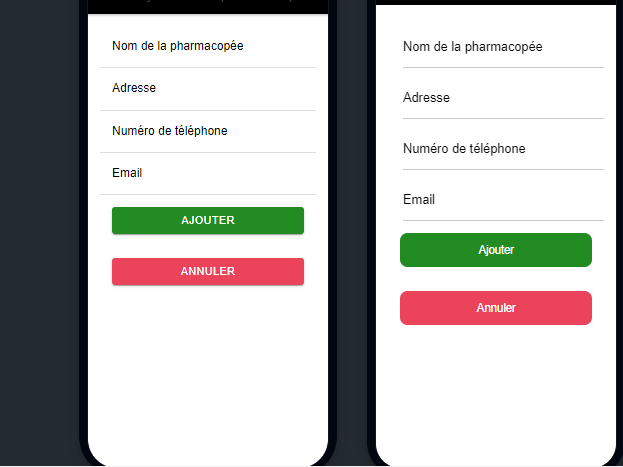 Nom de la pharmacopée
Adresse
Numéro de téléphone
Email
AJOUTER
ANNULER
Nom de la pharmacopée
Adresse
Numéro de téléphone
Email
Ajouter
Annuler